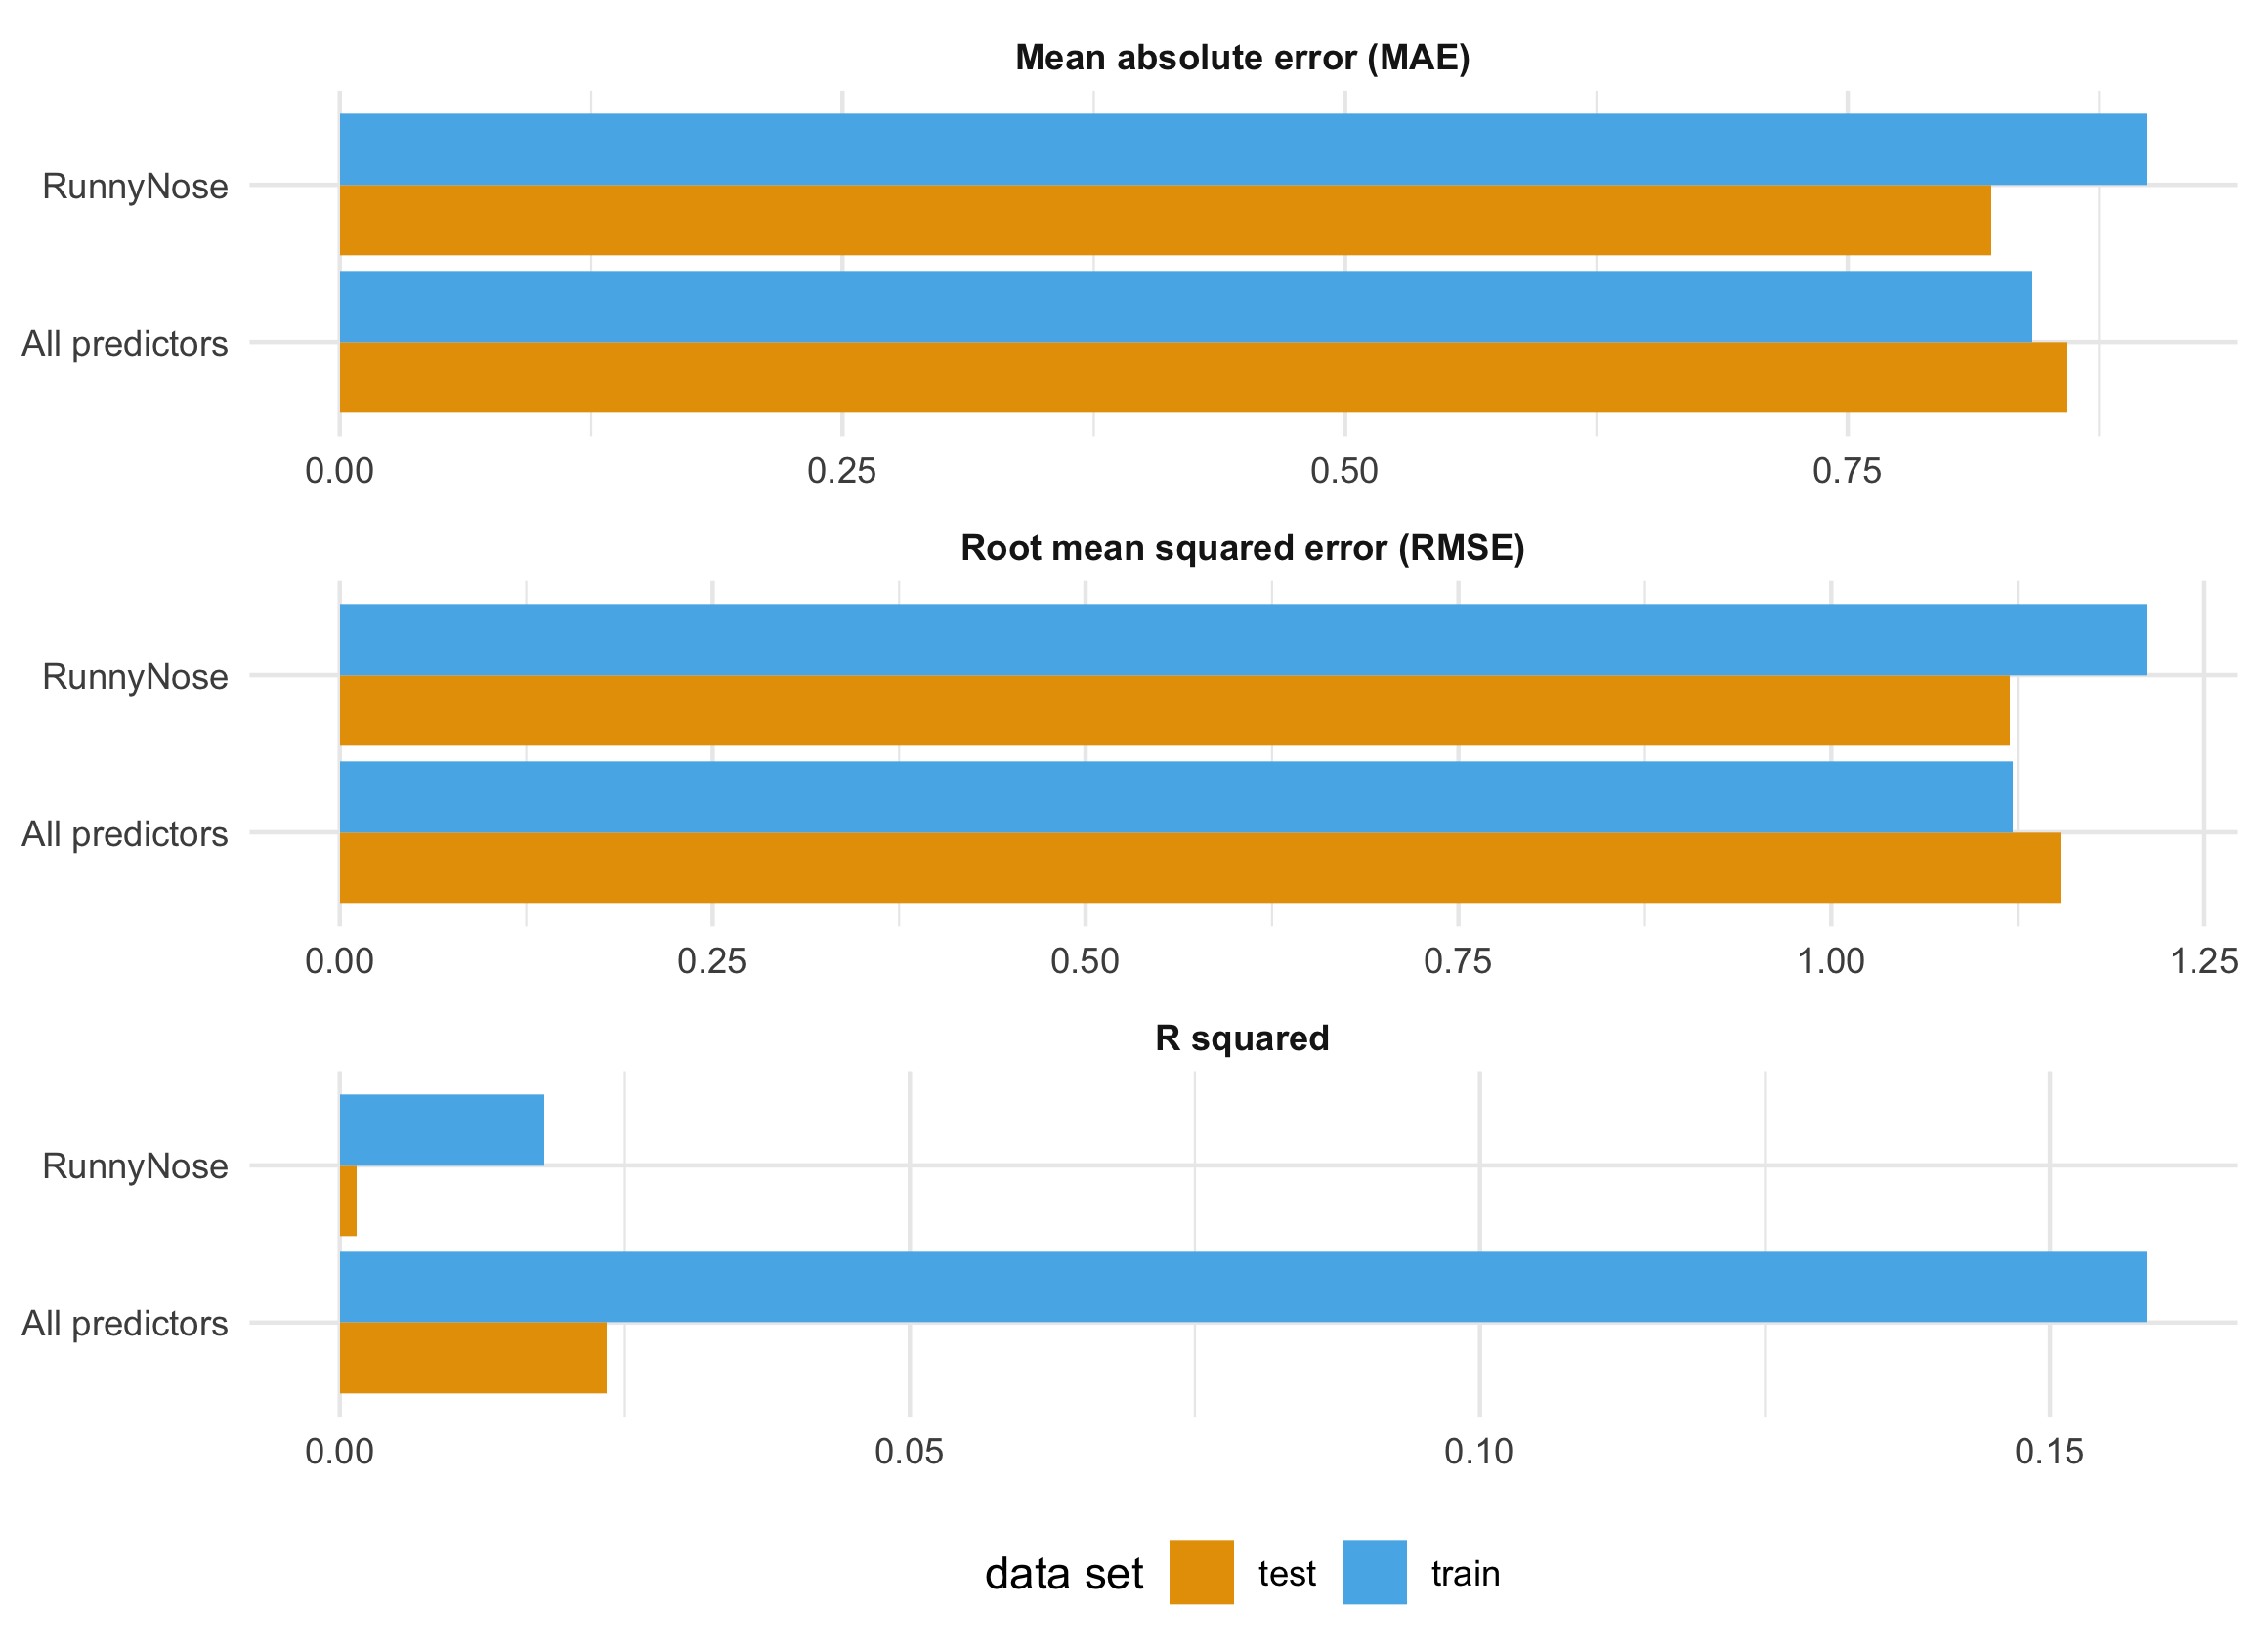 Mean absolute error (MAE)
RunnyNose
All predictors
0.00 0.25 0.50 0.75
Root mean squared error (RMSE)
RunnyNose
All predictors
0.00 0.25 0.50 0.75 1.00 1.25
R squared
RunnyNose
All predictors
0.00 0.05 0.10 0.15
data set test train